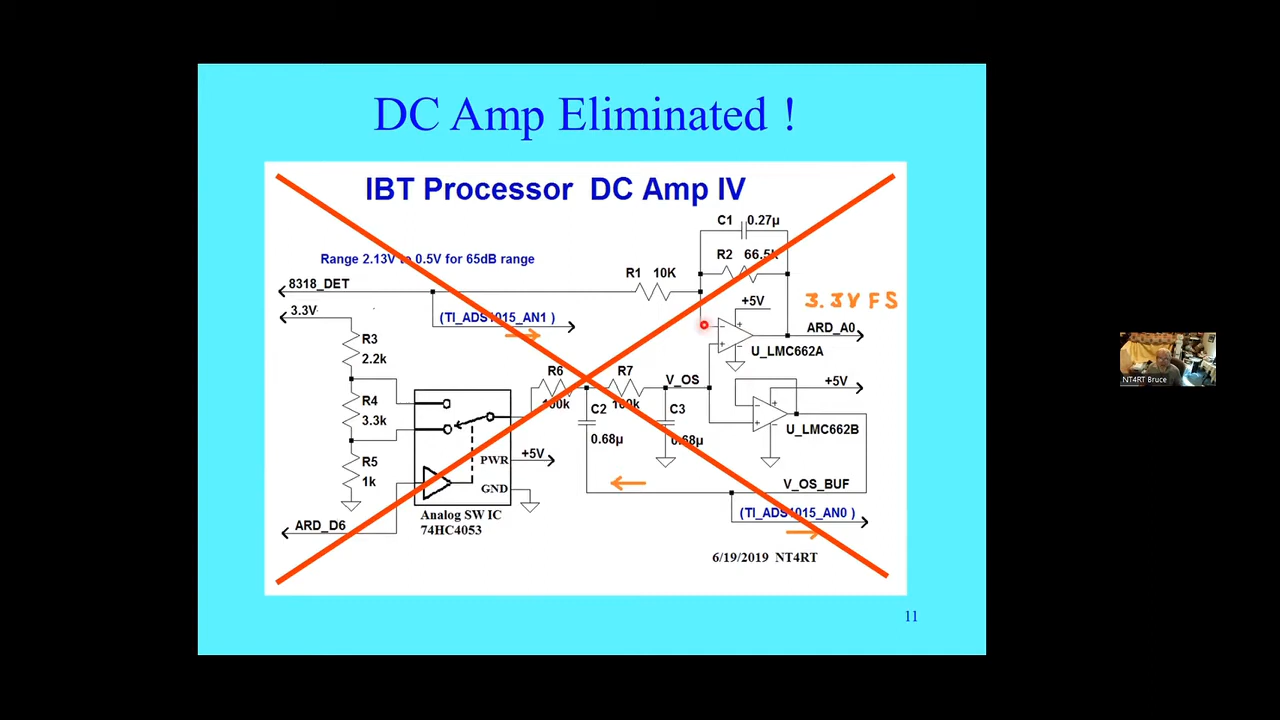 DC Amp Eliminated !
IBT Processor DC Amp IV
C1 0.27µ
Range 2.13V to 0.5V for 65dB range
R2 66.5k
R1 10K
8318_DET
+5V
3.3V FS
3.3V
(TI_ADS1015_AN1 )
ARD_A0
R3
2.2k
U_LMC662A
R6
R7
V_OS
+5V
100k
100k
R4
3.3k
C2
C3
0.68µ
0.68µ
U_LMC662B
PWR
+5V
R5
1k
GND
V_OS_BUF
Analog SW IC
74HC4053
(TI_ADS1015_AN0 )
ARD_D6
6/19/2019 NT4RT
11
NT4RT Bruce